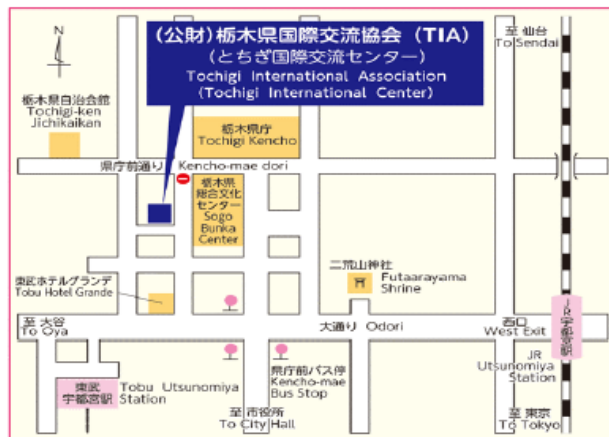 (公財)栃木県国際交流協会 (TIA)
(とちぎ国際交流センター)
Tochigi International Association
(Tochigi International Center)
至 仙台
To Sendai
N
栃木県自治会館
Tochigi-ken
Jichikaikan
栃木県庁
Tochigi Kencho
県庁前通り Kencho-mae dori
栃木県
総合文化
センター
Sogo
Bunka
Center
二荒山神社
Futaarayama
Shrine
東武ホテルグランデ
Tobu Hotel Grande
至 大谷
To Oya
大通り Odori
西口
West Exit
JR宇都宮駅
JR
Utsunomiya
Station
県庁前バス停
Kencho-mae
Bus Stop
東武
宇都宮駅
Tobu Utsunomiya
Station
至 市役所
To City Hall
至 東京
To Tokyo